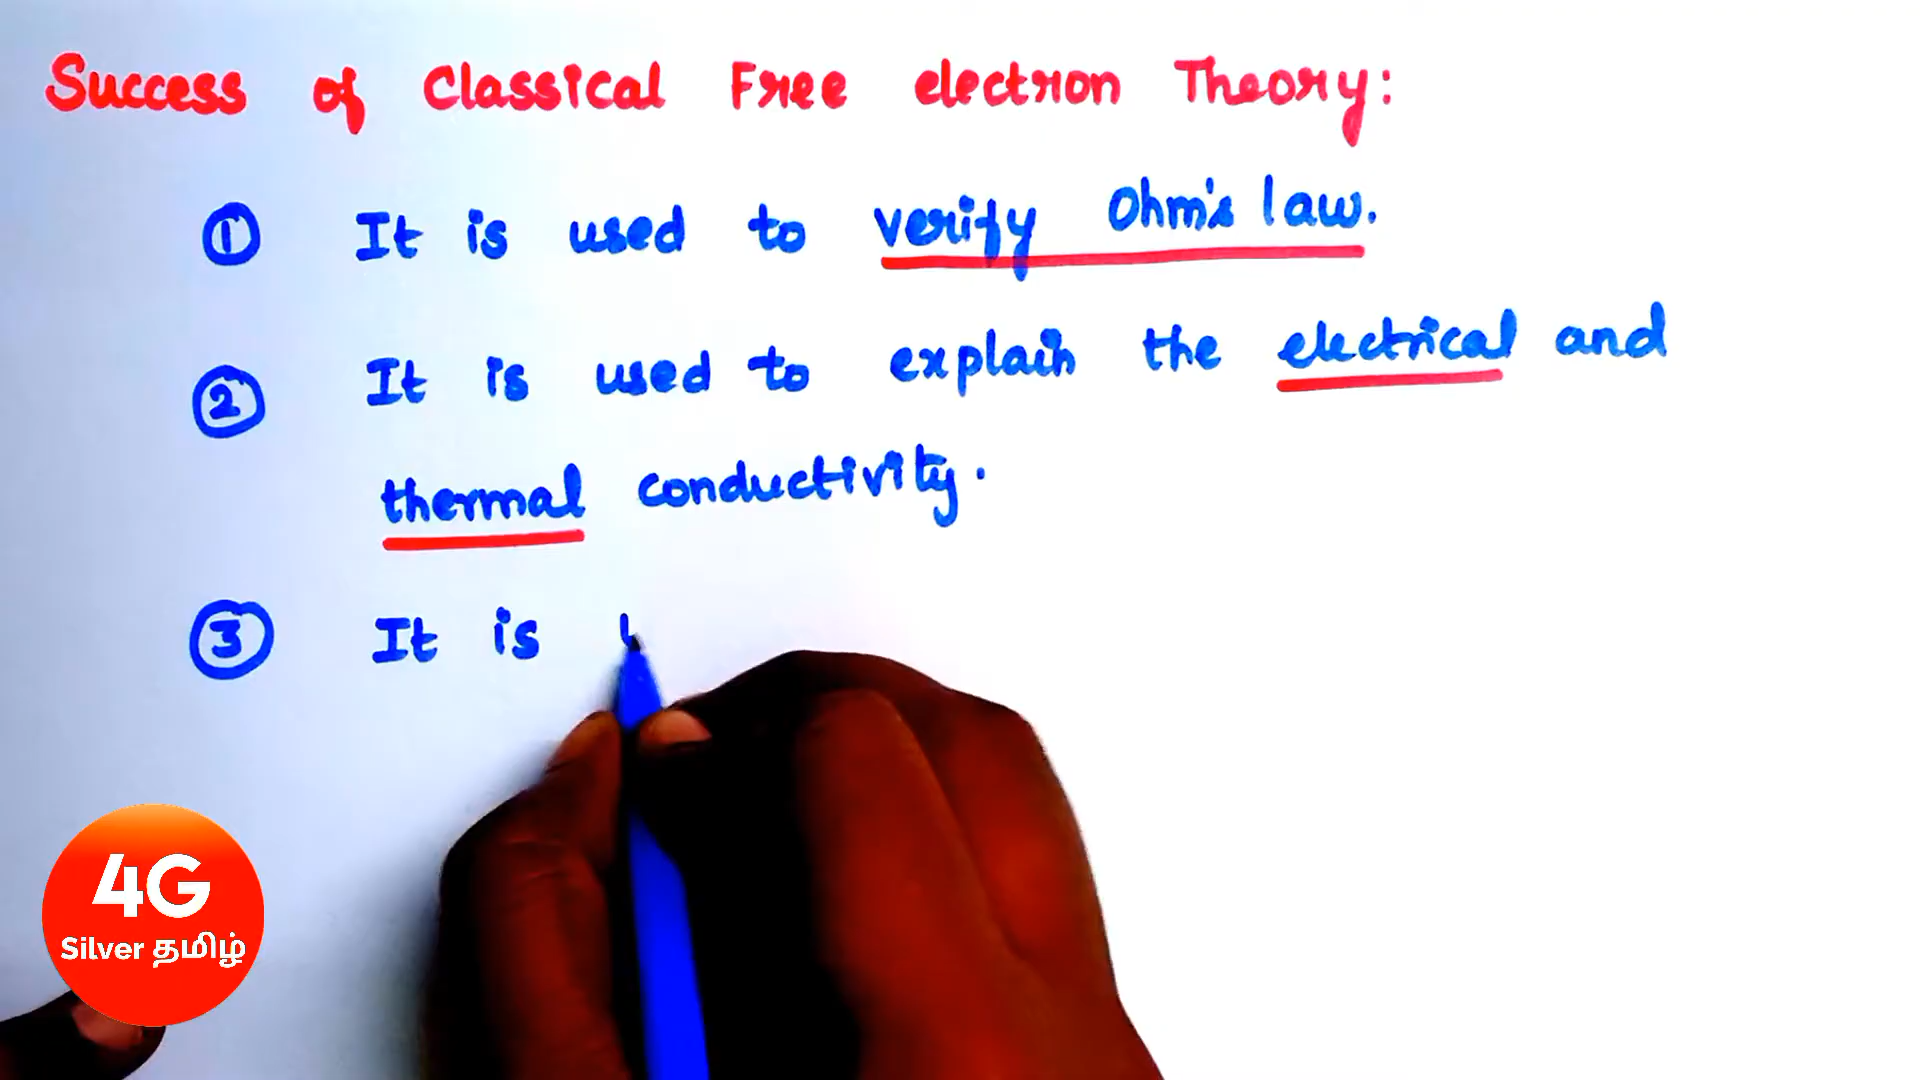 Success of Classical Free electron Theory:
① It is used to verify Ohm's law.
② It is used to explain the electrical and
thermal conductivity.
③ It is
4G
Silver தமிழ்